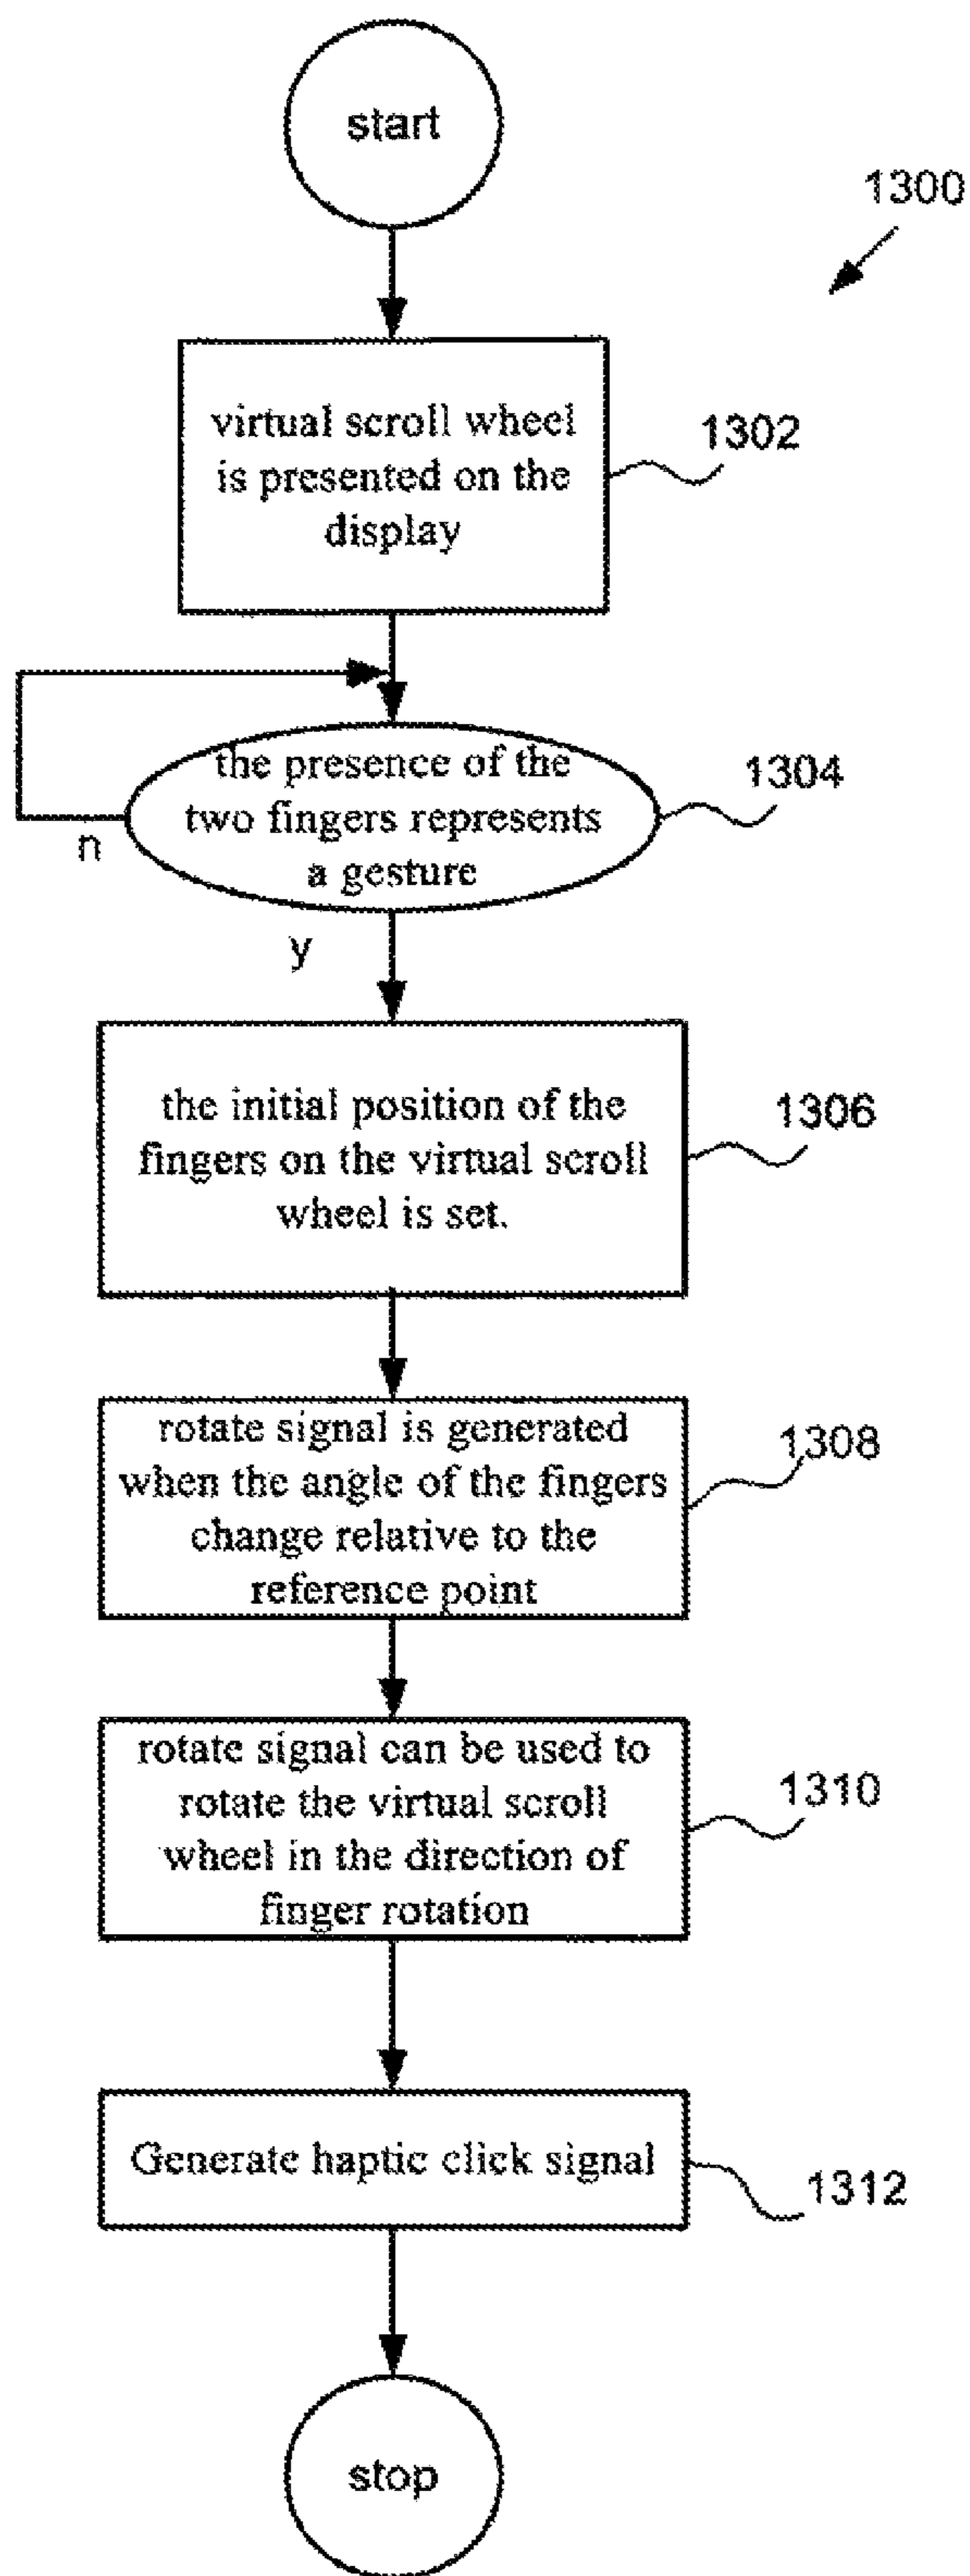 start
1300
virtual scroll wheel
is presented on the
display
1302
the presence of the
two fingers represents
a gesture
1304
n
y
the initial position of the
fingers on the virtual scroll
wheel is set.
1306
rotate signal is generated
when the angle of the fingers
change relative to the
reference point
1308
rotate signal can be used to
rotate the virtual scroll
wheel in the direction of
finger rotation
1310
Generate haptic click signal
1312
stop